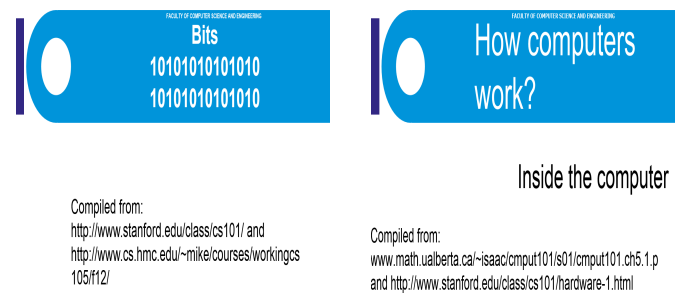 FACULTY OF COMPUTER SCIENCE AND ENGINEERING
Bits
10101010101010
10101010101010
Compiled from:
http://www.stanford.edu/class/cs101/ and
http://www.cs.hmc.edu/~mike/courses/workingcs
105/f12/
FACULTY OF COMPUTER SCIENCE AND ENGINEERING
How computers
work?
Inside the computer
Compiled from:
www.math.ualberta.ca/~isaac/cmput101/s01/cmput101.ch5.1.p
and http://www.stanford.edu/class/cs101/hardware-1.html